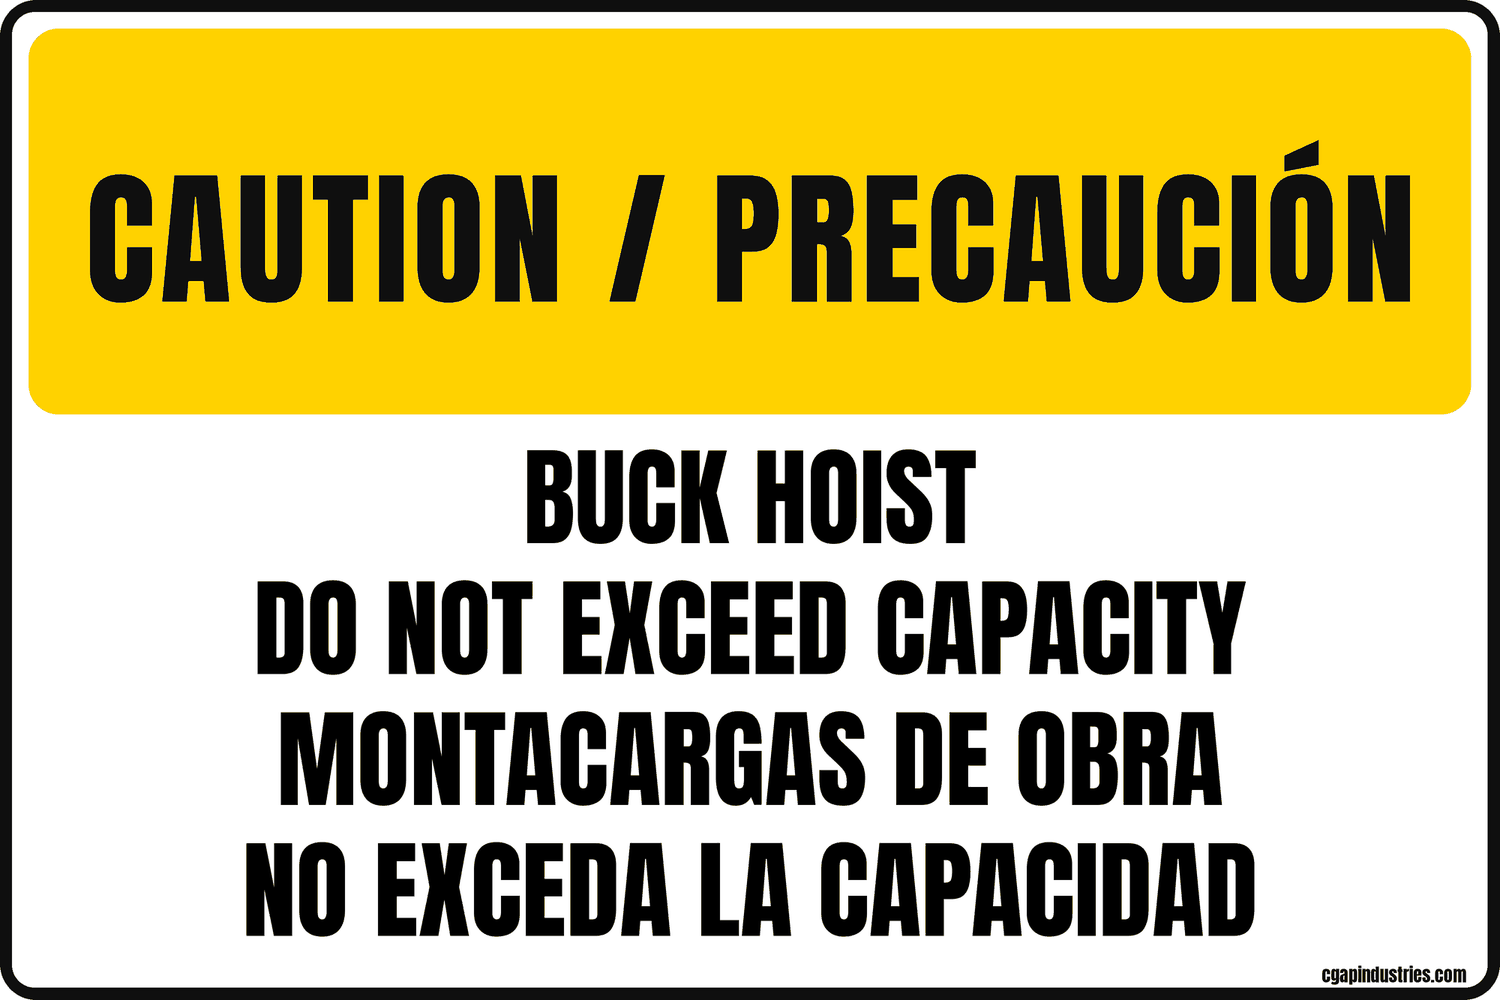 CAUTION / PRECAUCIÓN
BUCK HOIST
DO NOT EXCEED CAPACITY
MONTACARGAS DE OBRA
NO EXCEDA LA CAPACIDAD
cgapindustries.com